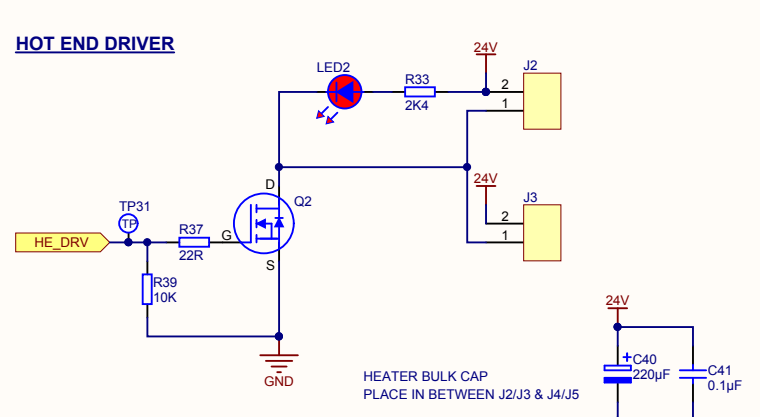 HOT END DRIVER
24V
J2
LED2
R33
2
2K4
1
24V
J3
D
TP31
Q2
TP
R37
2
HE_DRV
G
1
22R
S
R39
10K
24V
GND
HEATER BULK CAP
PLACE IN BETWEEN J2/J3 & J4/J5
+
C40
220µF
C41
0.1µF